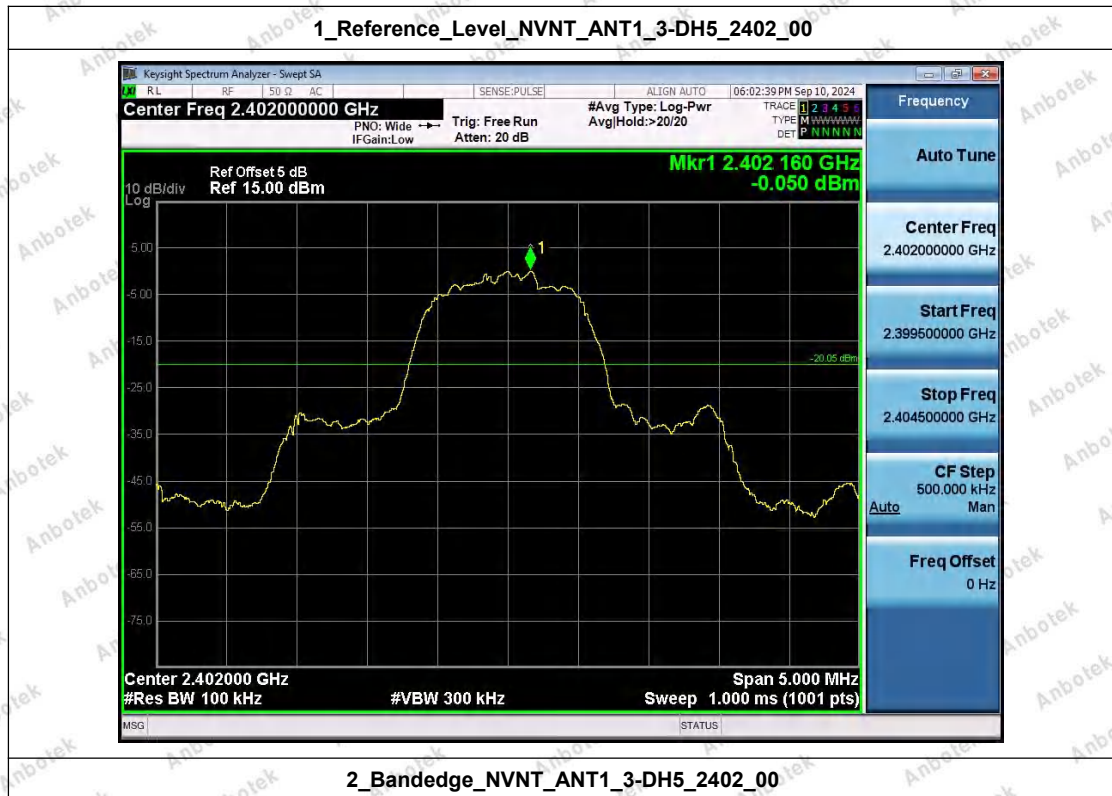 1_Reference_Level_NVNT_ANT1_3-DH5_2402_00
Keysight Spectrum Analyzer - Swept SA
LXI RL RF 50 Ω AC SENSE:PULSE ALIGN AUTO 06:02:39 PM Sep 10, 2024
Center Freq 2.402000000 GHz
PNO: Wide
IFGain:Low
Trig: Free Run
Atten: 20 dB
#Avg Type: Log-Pwr
Avg|Hold:>20/20
TRACE 1 2 3 4 5 6
TYPE M WWWWW
DET P N N N N N
Mkr1 2.402 160 GHz
-0.050 dBm
Ref Offset 5 dB
10 dB/div Ref 15.00 dBm
Log
1
5.00
-5.00
-15.0
-20.05 dBm
-25.0
-35.0
-45.0
-55.0
-65.0
-75.0
Center 2.402000 GHz Span 5.000 MHz
#Res BW 100 kHz #VBW 300 kHz Sweep 1.000 ms (1001 pts)
MSG STATUS
Frequency
Auto Tune
Center Freq
2.402000000 GHz
Start Freq
2.399500000 GHz
Stop Freq
2.404500000 GHz
CF Step
500.000 kHz
Auto Man
Freq Offset
0 Hz
2_Bandedge_NVNT_ANT1_3-DH5_2402_00
Anbotek